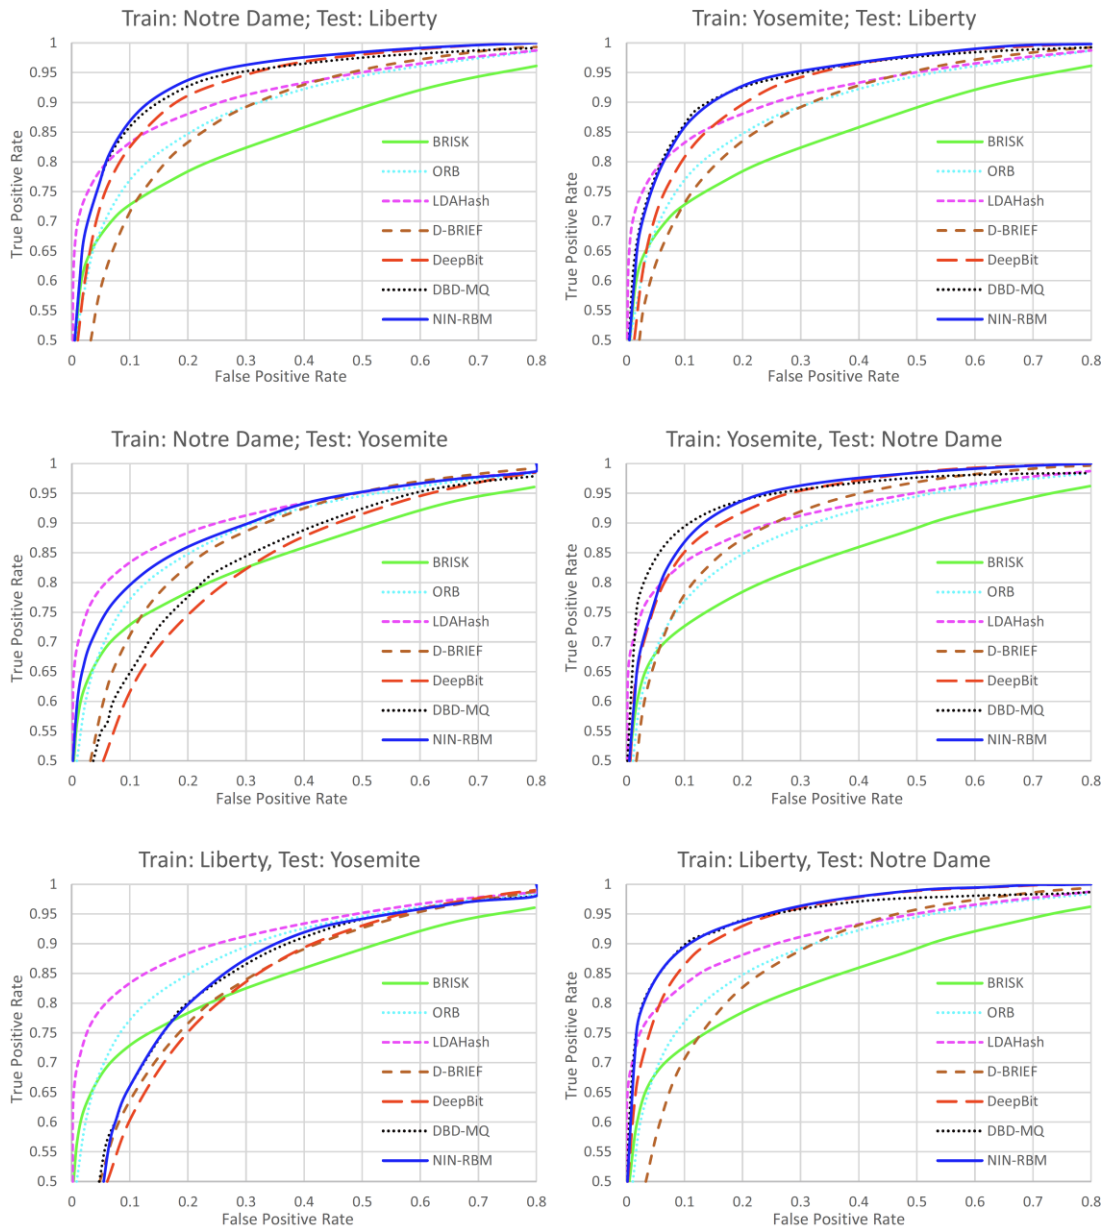 Train: Notre Dame; Test: Liberty
1
0.95
0.9
0.85
0.8
0.75
0.7
0.65
0.6
0.55
0.5
True Positive Rate
BRISK
ORB
LDAHash
D-BRIEF
DeepBit
DBD-MQ
NIN-RBM
0 0.1 0.2 0.3 0.4 0.5 0.6 0.7 0.8
False Positive Rate
Train: Yosemite; Test: Liberty
1
0.95
0.9
0.85
0.8
0.75
0.7
0.65
0.6
0.55
0.5
True Positive Rate
BRISK
ORB
LDAHash
D-BRIEF
DeepBit
DBD-MQ
NIN-RBM
0 0.1 0.2 0.3 0.4 0.5 0.6 0.7 0.8
False Positive Rate
Train: Notre Dame; Test: Yosemite
1
0.95
0.9
0.85
0.8
0.75
0.7
0.65
0.6
0.55
0.5
True Positive Rate
BRISK
ORB
LDAHash
D-BRIEF
DeepBit
DBD-MQ
NIN-RBM
0 0.1 0.2 0.3 0.4 0.5 0.6 0.7 0.8
False Positive Rate
Train: Yosemite, Test: Notre Dame
1
0.95
0.9
0.85
0.8
0.75
0.7
0.65
0.6
0.55
0.5
True Positive Rate
BRISK
ORB
LDAHash
D-BRIEF
DeepBit
DBD-MQ
NIN-RBM
0 0.1 0.2 0.3 0.4 0.5 0.6 0.7 0.8
False Positive Rate
Train: Liberty, Test: Yosemite
1
0.95
0.9
0.85
0.8
0.75
0.7
0.65
0.6
0.55
0.5
True Positive Rate
BRISK
ORB
LDAHash
D-BRIEF
DeepBit
DBD-MQ
NIN-RBM
0 0.1 0.2 0.3 0.4 0.5 0.6 0.7 0.8
False Positive Rate
Train: Liberty, Test: Notre Dame
1
0.95
0.9
0.85
0.8
0.75
0.7
0.65
0.6
0.55
0.5
True Positive Rate
BRISK
ORB
LDAHash
D-BRIEF
DeepBit
DBD-MQ
NIN-RBM
0 0.1 0.2 0.3 0.4 0.5 0.6 0.7 0.8
False Positive Rate